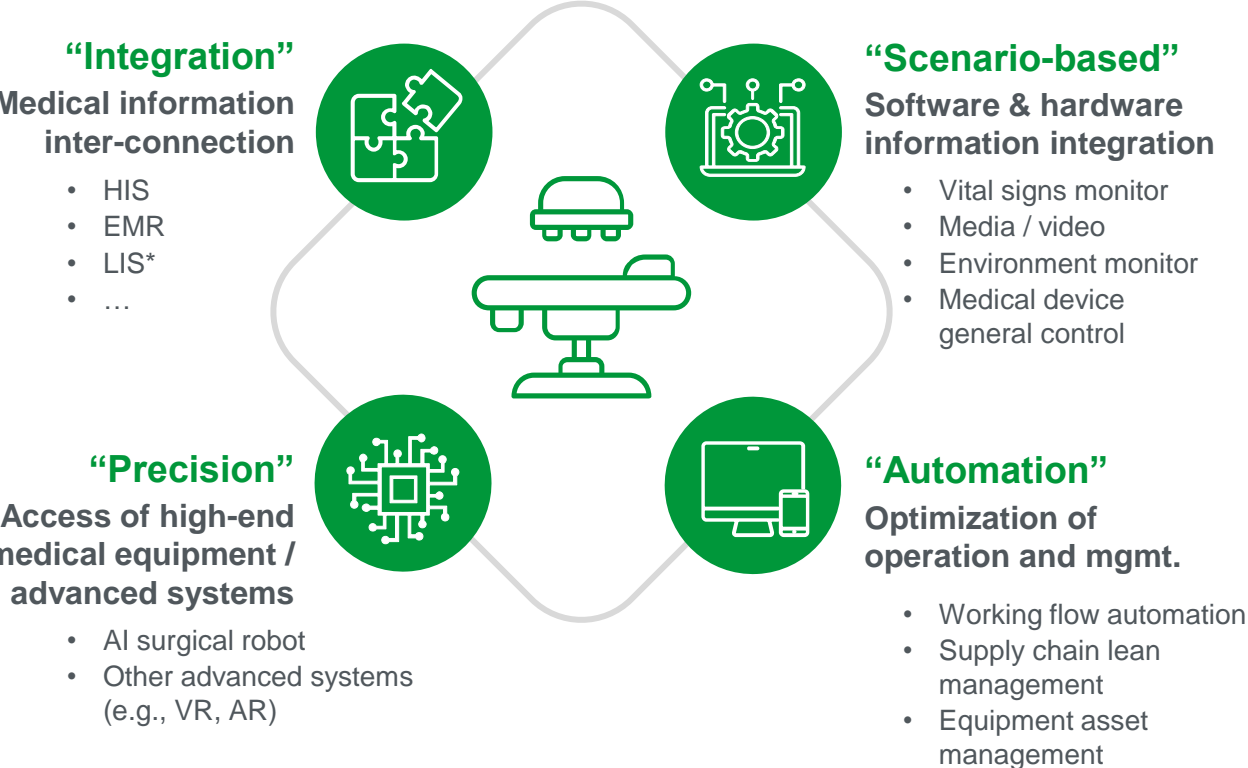 “Integration”
Medical information
inter-connection
• HIS
• EMR
• LIS*
• …
“Scenario-based”
Software & hardware
information integration
• Vital signs monitor
• Media / video
• Environment monitor
• Medical device
general control
“Precision”
Access of high-end
medical equipment /
advanced systems
• AI surgical robot
• Other advanced systems
(e.g., VR, AR)
“Automation”
Optimization of
operation and mgmt.
• Working flow automation
• Supply chain lean
management
• Equipment asset
management